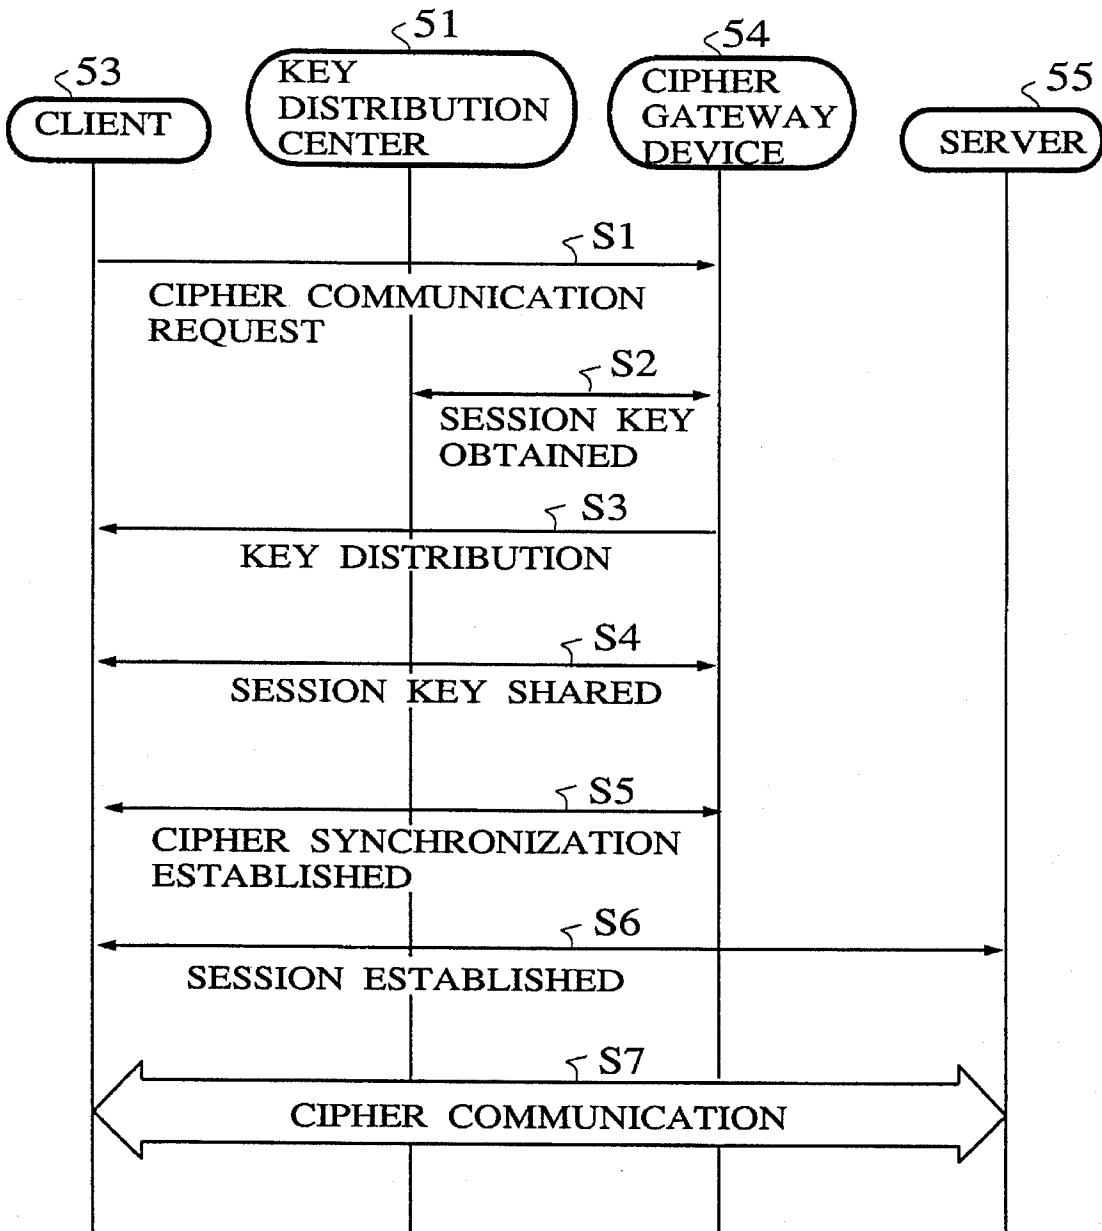 53
51
54
55
CLIENT
KEY
DISTRIBUTION
CENTER
CIPHER
GATEWAY
DEVICE
SERVER
S1
CIPHER COMMUNICATION
REQUEST
S2
SESSION KEY
OBTAINED
S3
KEY DISTRIBUTION
S4
SESSION KEY SHARED
S5
CIPHER SYNCHRONIZATION
ESTABLISHED
S6
SESSION ESTABLISHED
S7
CIPHER COMMUNICATION